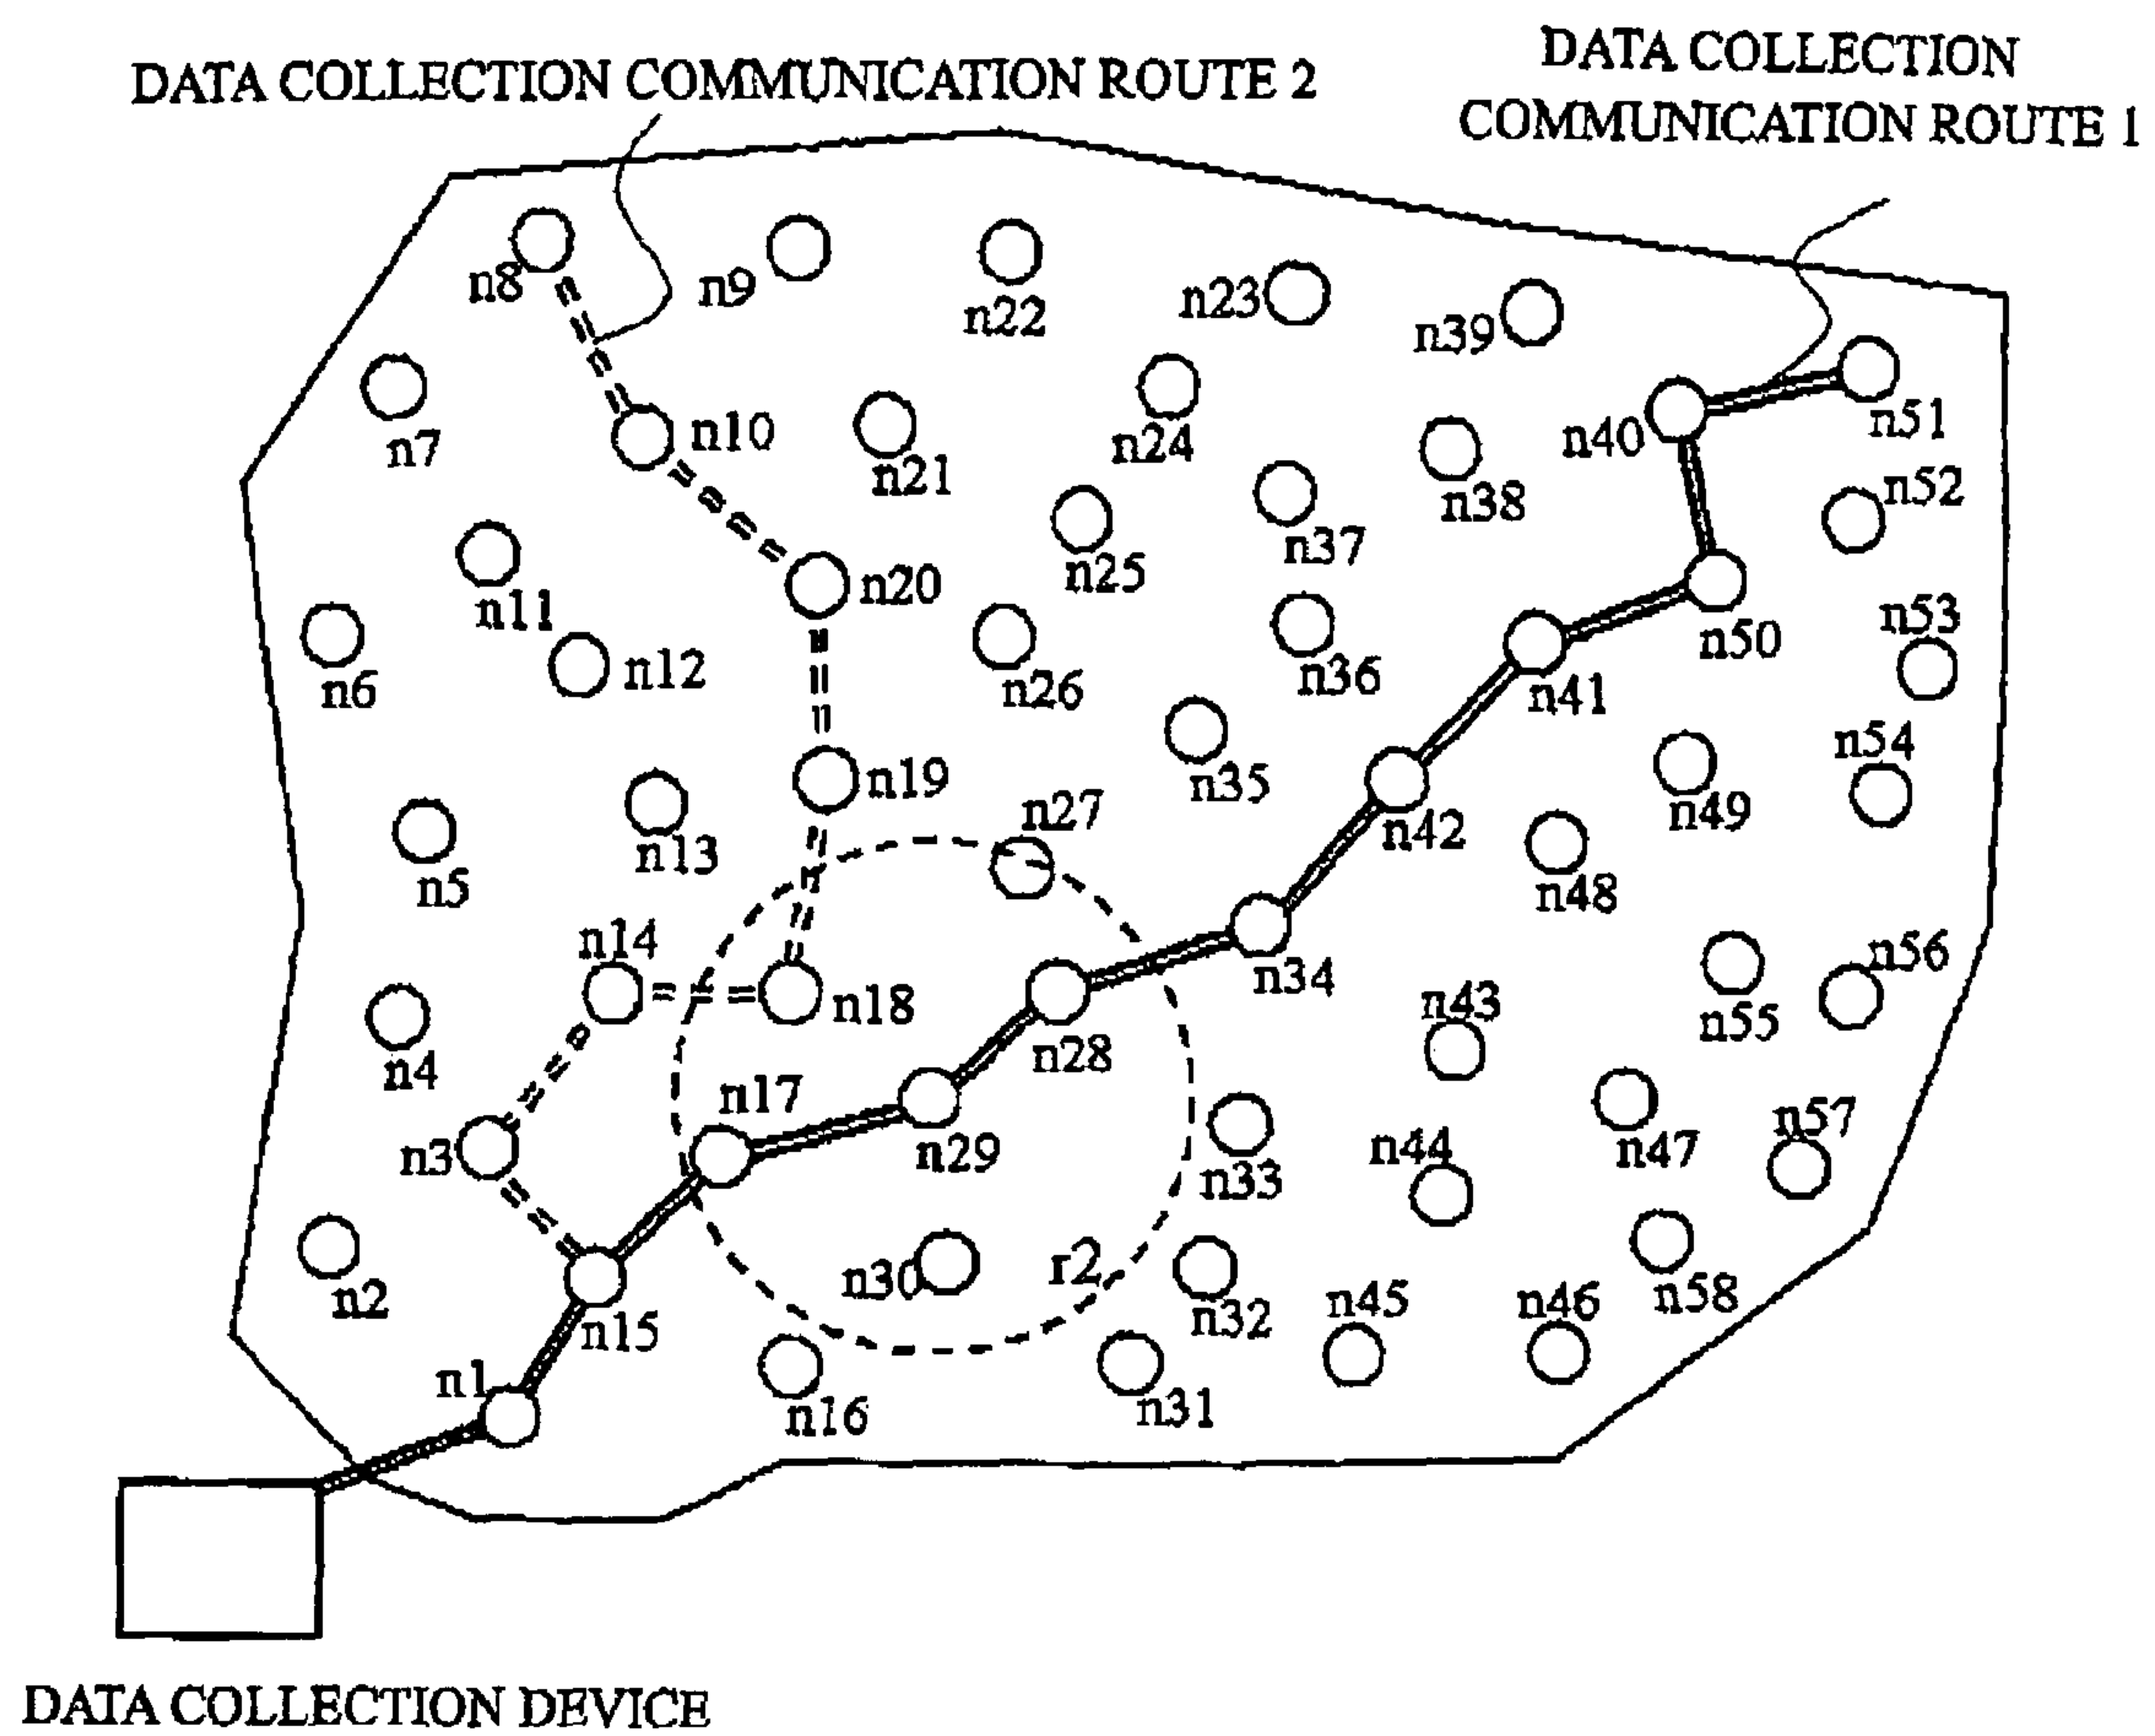 DATA COLLECTION COMMUNICATION ROUTE 2
DATA COLLECTION
COMMUNICATION ROUTE 1
n8
n9
n22
n23
n39
n7
n10
n21
n24
n40
n51
n38
n52
n37
n25
n20
n11
n12
n6
n26
n36
n41
n50
n53
n54
n19
n35
n27
n42
n49
n13
n5
n48
n14
n18
n34
n43
n55
n56
n4
n28
n17
n3
n29
n33
n44
n47
n57
n2
n30
r2
n32
n45
n46
n58
n15
n1
n16
n31
DATA COLLECTION DEVICE